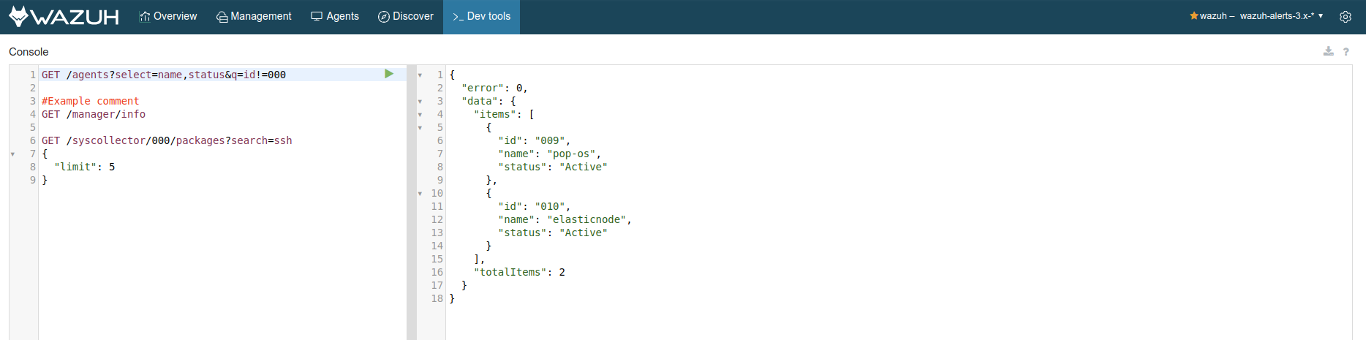 WAZUH Overview Management Agents Discover >_ Dev tools wazuh – wazuh-alerts-3.x-*
Console ?
1 GET /agents?select=name,status&q=id!=000
2
3 #Example comment
4 GET /manager/info
5
6 GET /syscollector/000/packages?search=ssh
7 {
8   "limit": 5
9 }
1 {
2   "error": 0,
3   "data": {
4     "items": [
5       {
6         "id": "009",
7         "name": "pop-os",
8         "status": "Active"
9       },
10       {
11         "id": "010",
12         "name": "elasticnode",
13         "status": "Active"
14       }
15     ],
16     "totalItems": 2
17   }
18 }